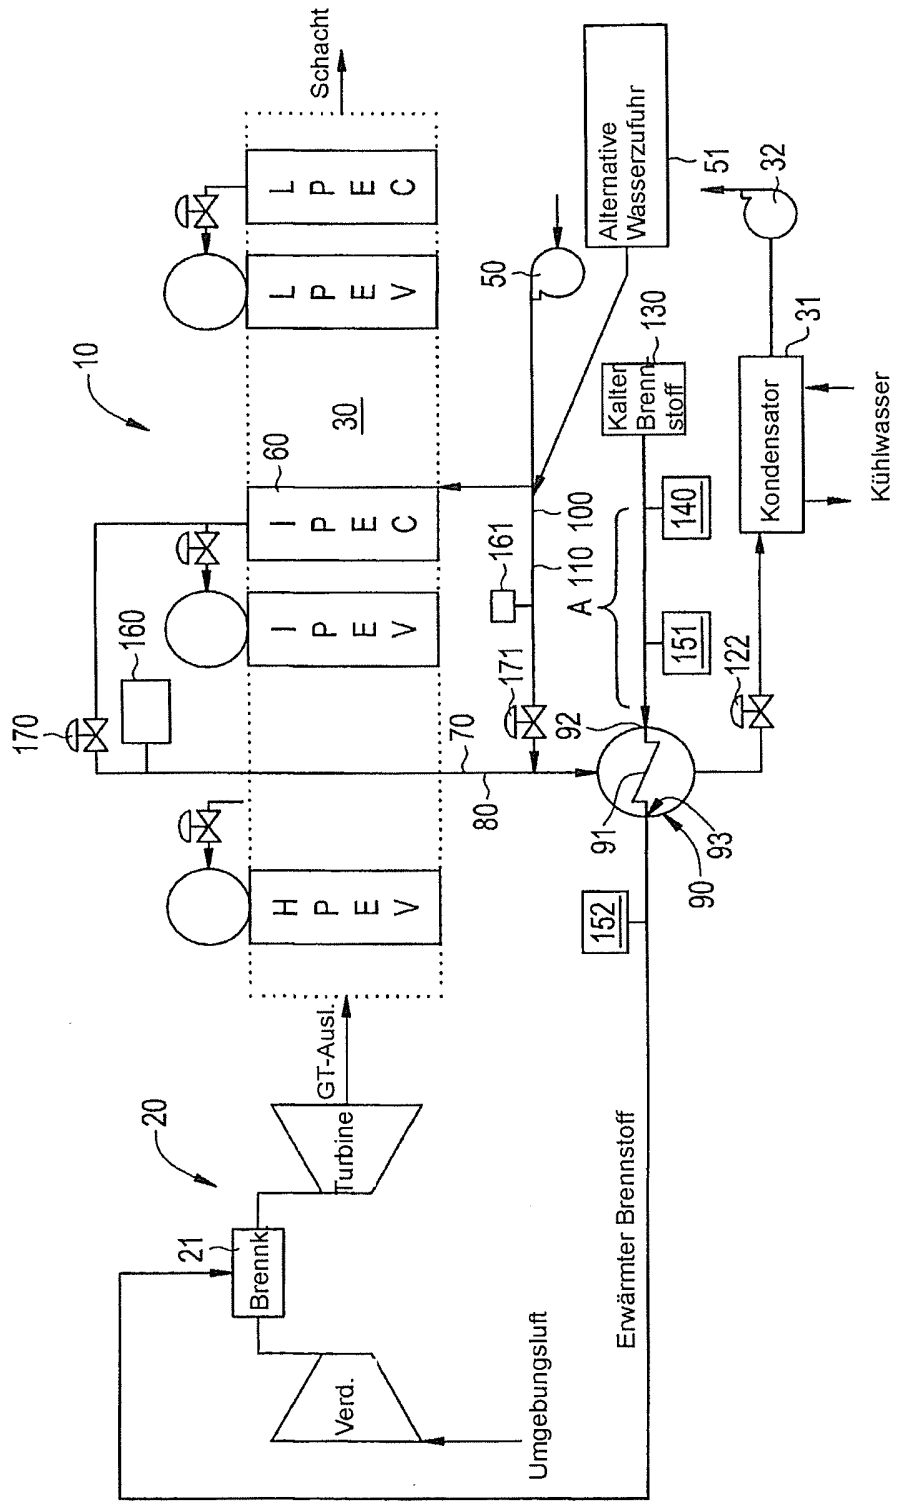 10
Schacht
L P E C
L P E V
30
60
I P E C
I P E V
170
160
H P E V
20
GT-Ausl.
Turbine
21
Brennk.
Verd.
Umgebungsluft
Erwärmter Brennstoff
50
Alternative
Wasserzufuhr
51
32
130
Kalter
Brenn-
stoff
31
Kondensator
Kühlwasser
100
110
161
171
A
140
151
122
70
80
92
91
93
90
152